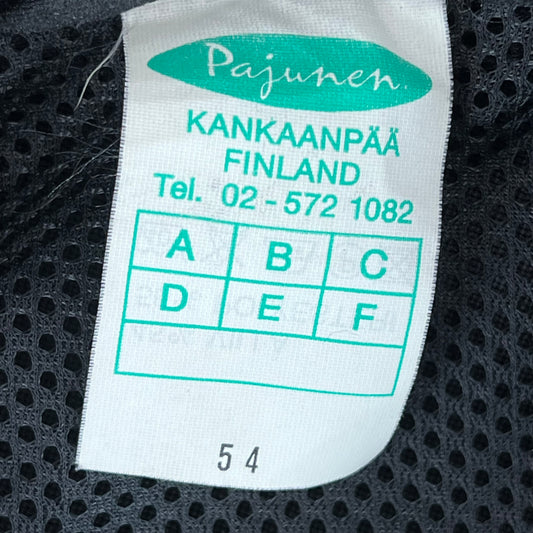 Pajunen
KANKAANPÄÄ
FINLAND
Tel. 02 - 572 1082
A B C
D E F
54